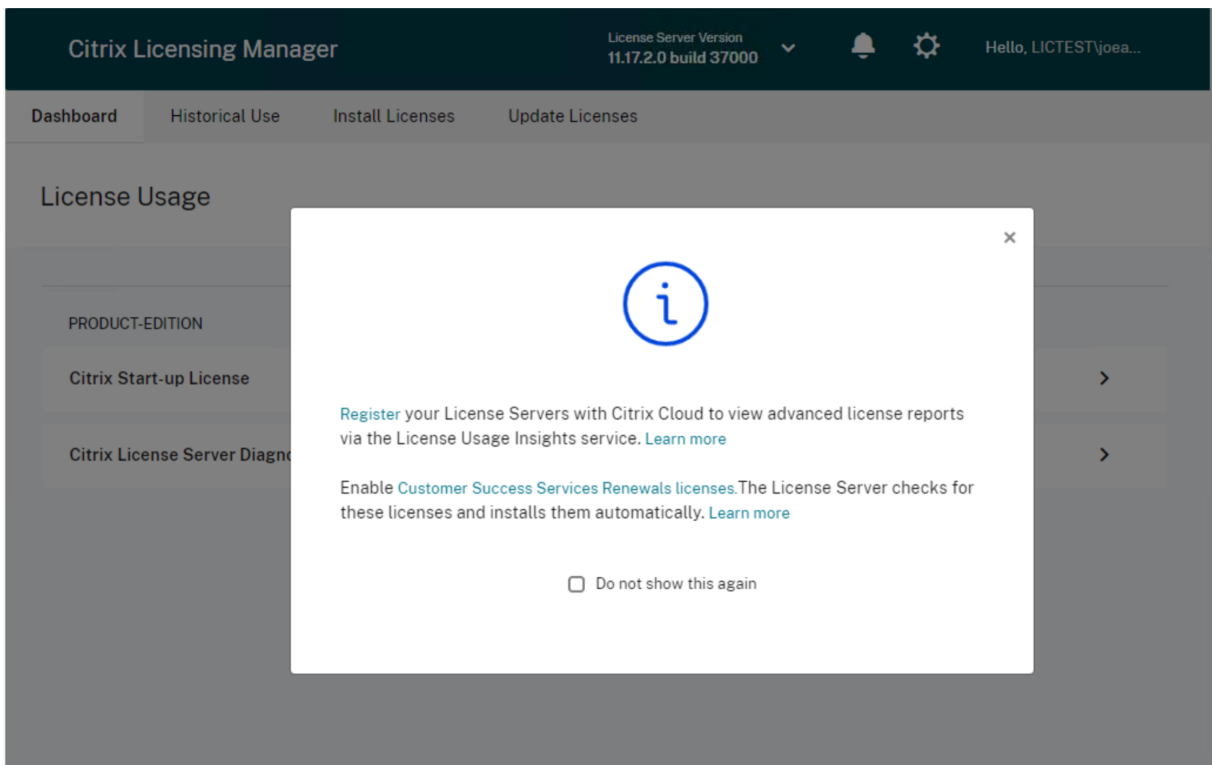 Citrix Licensing Manager
License Server Version
11.17.2.0 build 37000
Hello, LICTEST\joea...
Dashboard
Historical Use
Install Licenses
Update Licenses
License Usage
PRODUCT-EDITION
Citrix Start-up License
Citrix License Server Diagno
×
Register your License Servers with Citrix Cloud to view advanced license reports
via the License Usage Insights service. Learn more
Enable Customer Success Services Renewals licenses.The License Server checks for
these licenses and installs them automatically. Learn more
Do not show this again